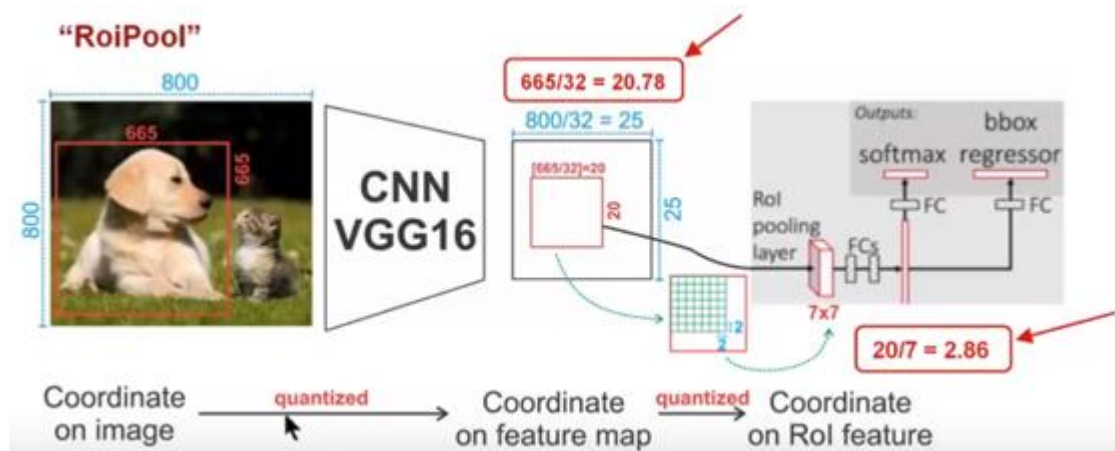 “RoiPool”
800
800
665
665
CNN
VGG16
665/32 = 20.78
800/32 = 25
[665/32]=20
20
25
2
2
Outputs:
softmax
bbox
regressor
FC
FC
RoI
pooling
layer
FCs
7x7
20/7 = 2.86
Coordinate
on image
quantized
Coordinate
on feature map
quantized
Coordinate
on RoI feature